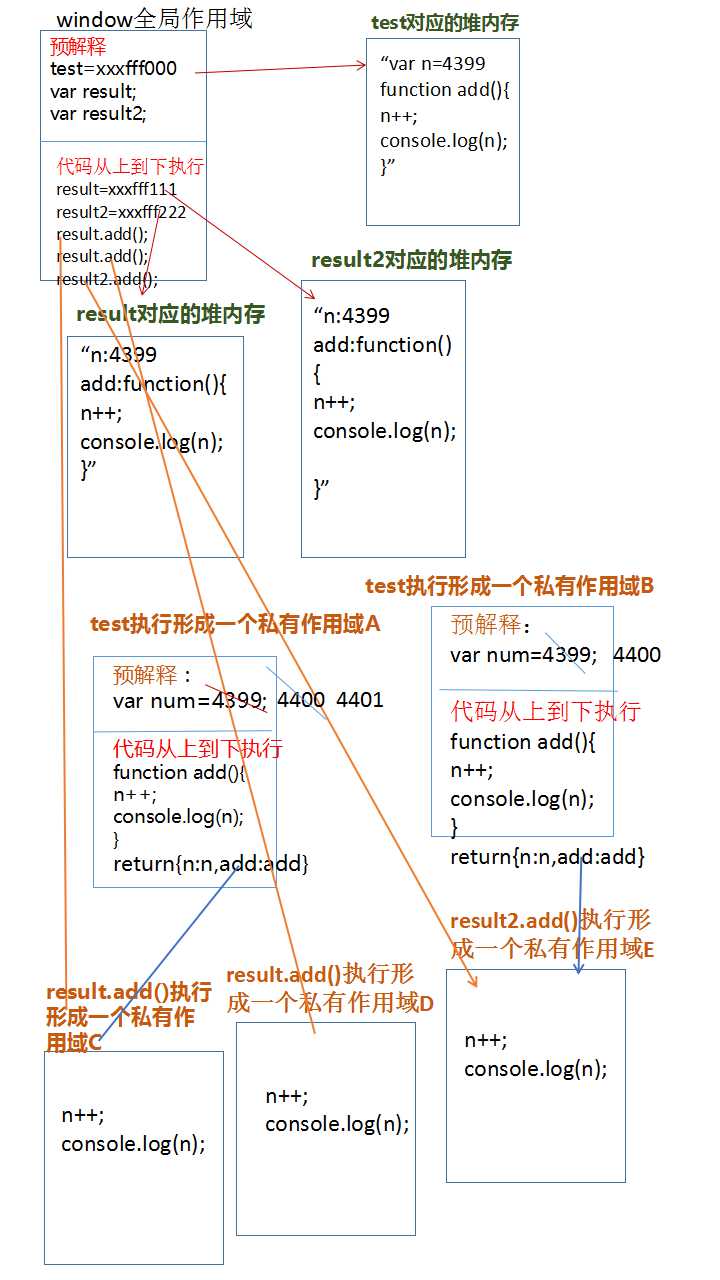 window全局作用域
预解释
test=xxxfff000
var result;
var result2;
代码从上到下执行
result=xxxfff111
result2=xxxfff222
result.add();
result.add();
result2.add();
test对应的堆内存
“var n=4399
function add(){
n++;
console.log(n);
}”
result对应的堆内存
“n:4399
add:function(){
n++;
console.log(n);
}”
result2对应的堆内存
“n:4399
add:function()
{
n++;
console.log(n);
}”
test执行形成一个私有作用域A
预解释：
var num=4399; 4400 4401
代码从上到下执行
function add(){
n++;
console.log(n);
}
return{n:n,add:add}
test执行形成一个私有作用域B
预解释：
var num=4399; 4400
代码从上到下执行
function add(){
n++;
console.log(n);
}
return{n:n,add:add}
result.add()执行
形成一个私有作
用域C
n++;
console.log(n);
result.add()执行形
成一个私有作用域D
n++;
console.log(n);
result2.add()执行形
成一个私有作用域E
n++;
console.log(n);